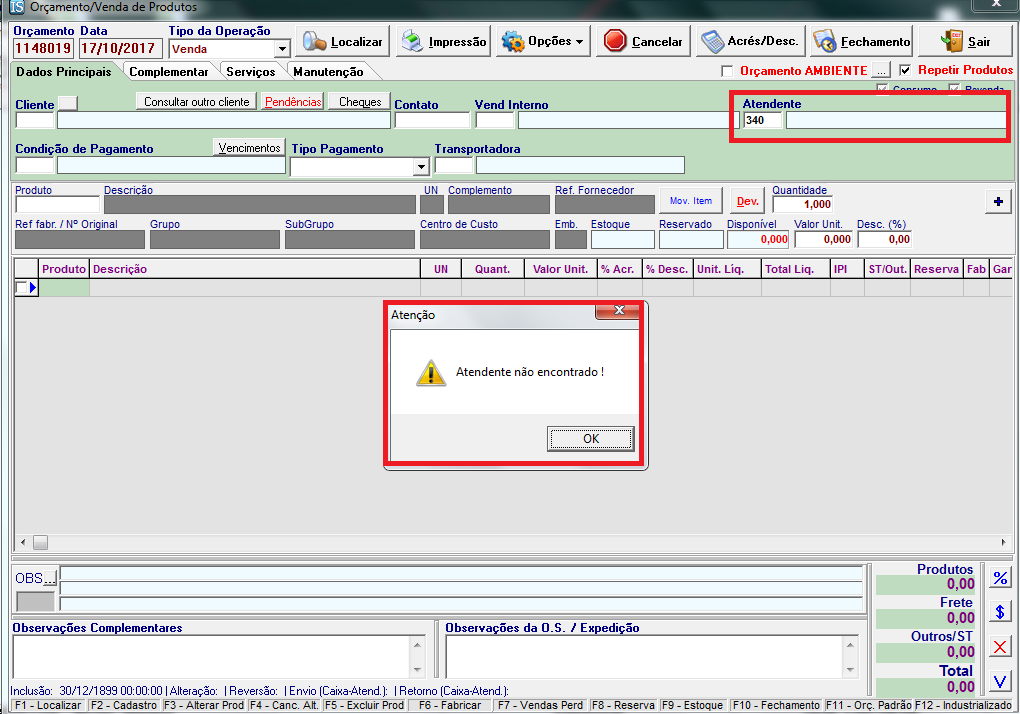 IS Orçamento/Venda de Produtos
Orçamento Data Tipo da Operação
1148019 17/10/2017 Venda Localizar Impressão Opções Cancelar Acrés/Desc. Fechamento Sair
Dados Principais Complementar Serviços Manutenção Orçamento AMBIENTE ... Repetir Produtos
Consumo Revenda
Cliente Consultar outro cliente Pendências Cheques Contato Vend Interno Atendente
340
Condição de Pagamento Vencimentos Tipo Pagamento Transportadora
Produto Descrição UN Complemento Ref. Fornecedor Mov. Item Dev. Quantidade
1,000 +
Ref fabr. / Nº Original Grupo SubGrupo Centro de Custo Emb. Estoque Reservado Disponível Valor Unit. Desc. (%)
0,000 0,000 0,00
Produto Descrição UN Quant. Valor Unit. % Acr. % Desc. Unit. Líq. Total Liq. IPI ST/Out. Reserva Fab Gar
Atenção
Atendente não encontrado !
OK
OBS...
Produtos
0,00 %
Frete
0,00 $
Outros/ST
0,00 X
Total
0,00 V
Observações Complementares Observações da O.S. / Expedição
Inclusão: 30/12/1899 00:00:00 | Alteração: | Reversão: | Envio (Caixa-Atend.): | Retorno (Caixa-Atend.):
F1 - Localizar F2 - Cadastro F3 - Alterar Prod F4 - Canc. Alt. F5 - Excluir Prod F6 - Fabricar F7 - Vendas Perd F8 - Reserva F9 - Estoque F10 - Fechamento F11 - Orç. Padrão F12 - Industrializado